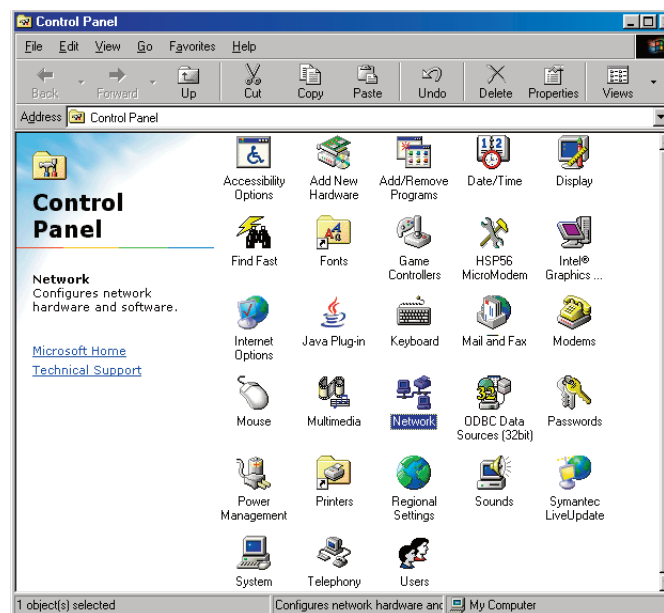 Control Panel
File Edit View Go Favorites Help
Back Forward Up Cut Copy Paste Undo Delete Properties Views
Address Control Panel
Control
Panel
Network
Configures network
hardware and software.
Microsoft Home
Technical Support
Accessibility Options
Add New Hardware
Add/Remove Programs
Date/Time
Display
Find Fast
Fonts
Game Controllers
HSP56 MicroModem
Intel® Graphics ...
Internet Options
Java Plug-in
Keyboard
Mail and Fax
Modems
Mouse
Multimedia
Network
ODBC Data Sources (32bit)
Passwords
Power Management
Printers
Regional Settings
Sounds
Symantec LiveUpdate
System
Telephony
Users
1 object(s) selected
Configures network hardware and
My Computer